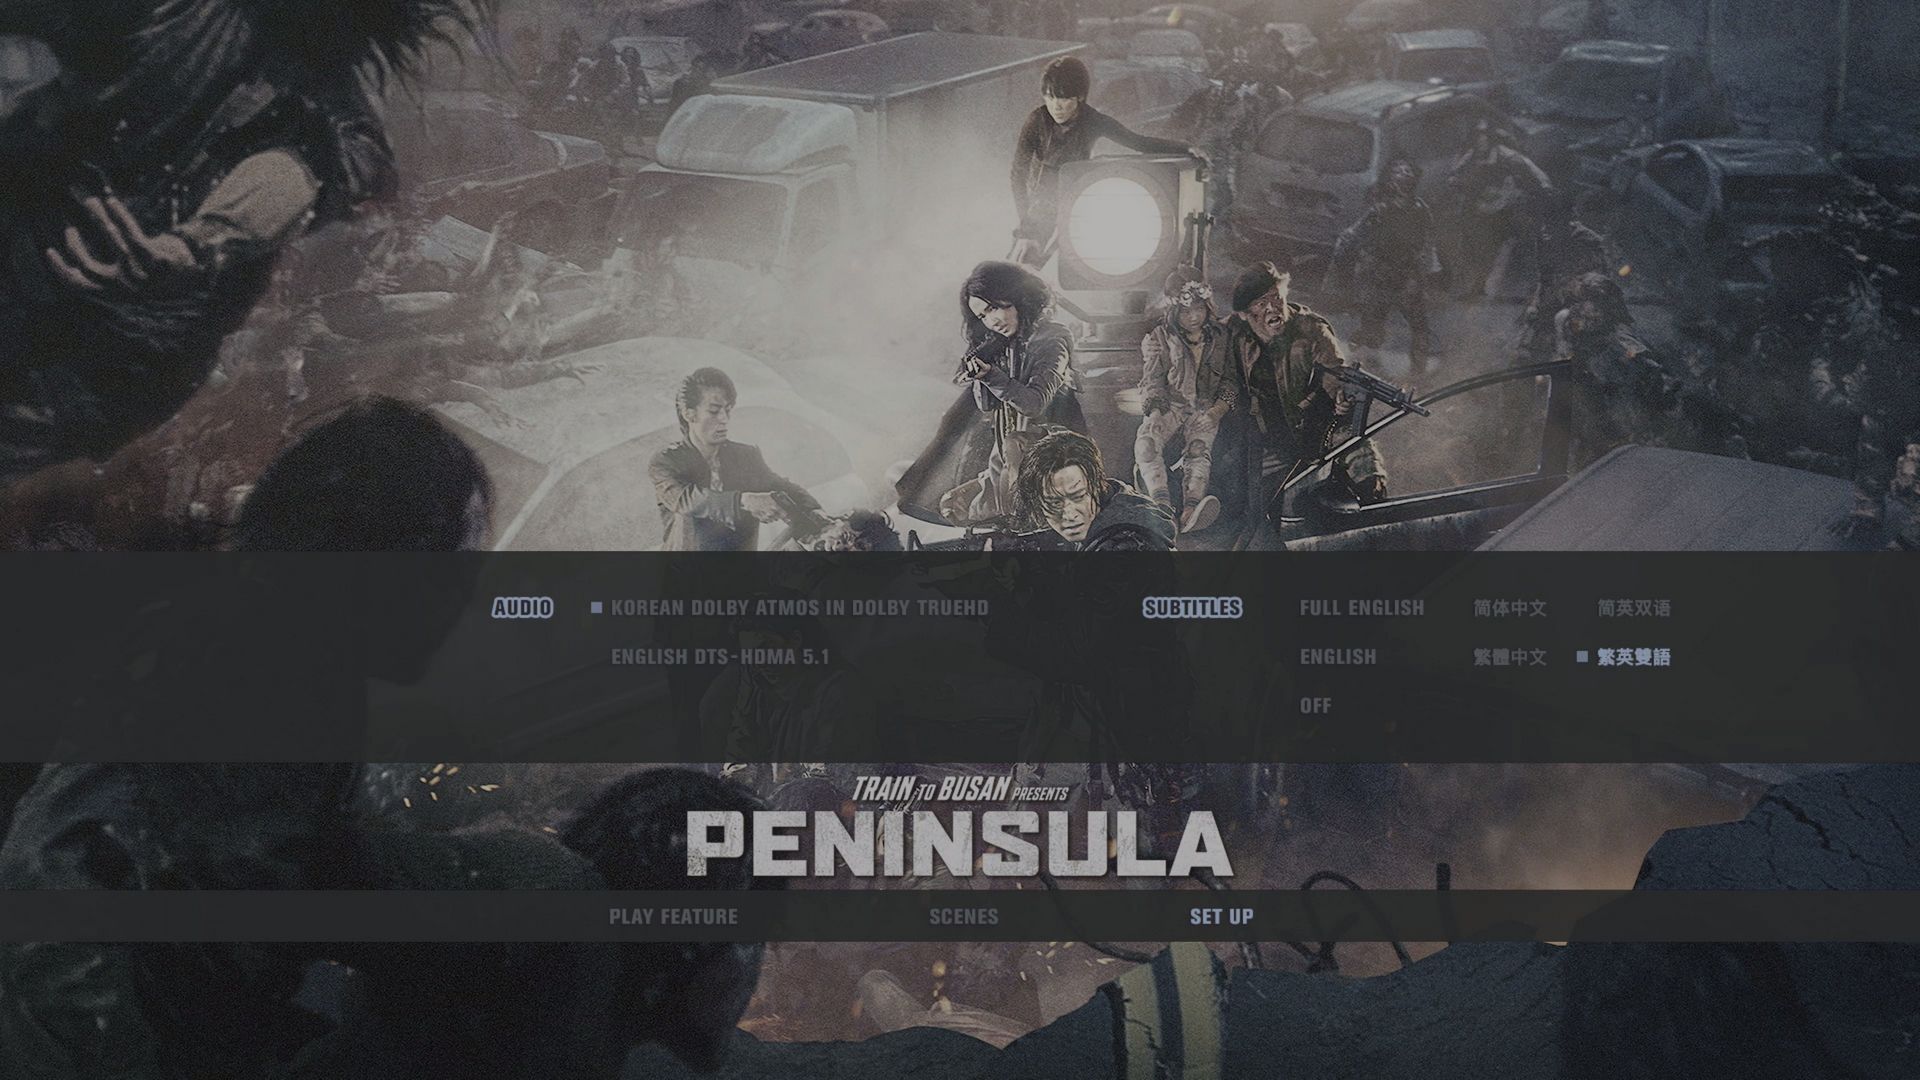 AUDIO KOREAN DOLBY ATMOS IN DOLBY TRUEHD SUBTITLES FULL ENGLISH 简体中文 简英双语
ENGLISH DTS-HDMA 5.1 ENGLISH 繁體中文 繁英雙語
OFF
TRAIN TO BUSAN PRESENTS
PENINSULA
PLAY FEATURE SCENES SET UP